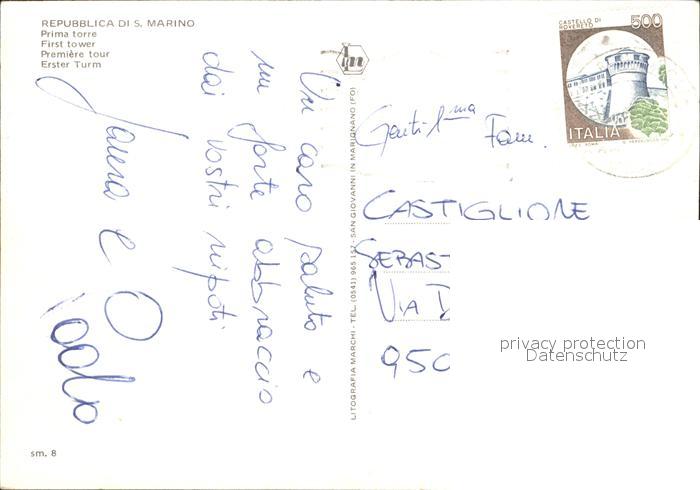 REPUBBLICA DI S. MARINO
Prima torre
First tower
Première tour
Erster Turm
Un caro saluto e
un forte abbraccio
dai vostri nipoti
Laura e
Paolo
sm. 8
LITOGRAFIA MARCHI - TEL. (0541) 965 157 - SAN GIOVANNI IN MARIGNANO (FO)
CASTELLO DI
ROVERETO
500
ITALIA
Gentil.ma Fam.
CASTIGLIONE
SEBAS
VIA
950
privacy protection
Datenschutz